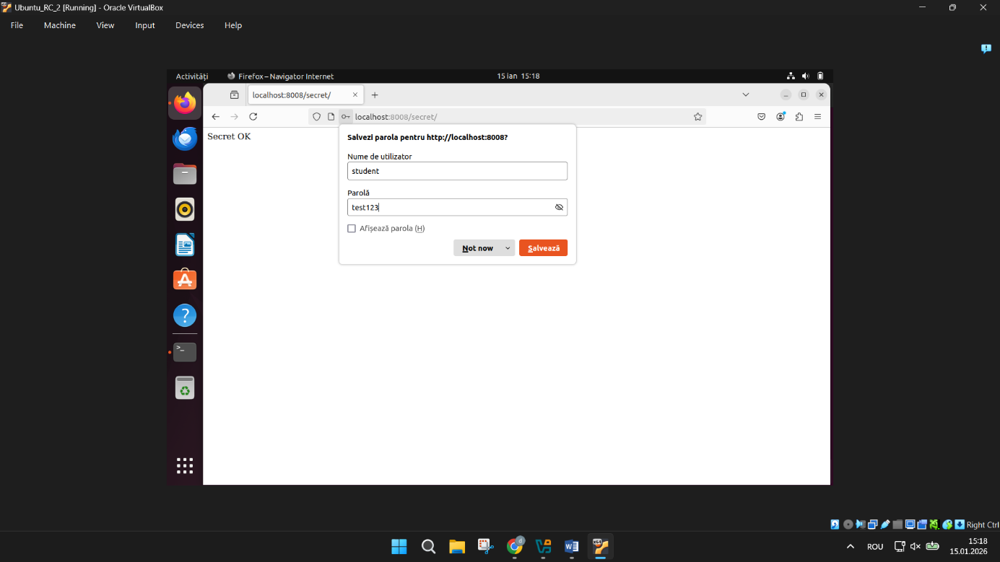 Ubuntu_RC_2 [Running] - Oracle VirtualBox
File Machine View Input Devices Help
Activități Firefox – Navigator Internet 15 ian 15:18
localhost:8008/secret/
localhost:8008/secret/
Secret OK
Salvezi parola pentru http://localhost:8008?
Nume de utilizator
student
Parolă
test123
Afișează parola (H)
Not now Salvează
Right Ctrl
ROU 15:18
15.01.2026